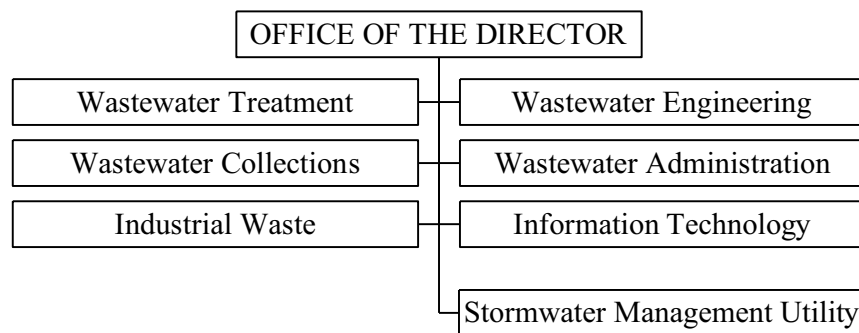 OFFICE OF THE DIRECTOR
Wastewater Treatment
Wastewater Engineering
Wastewater Collections
Wastewater Administration
Industrial Waste
Information Technology
Stormwater Management Utility